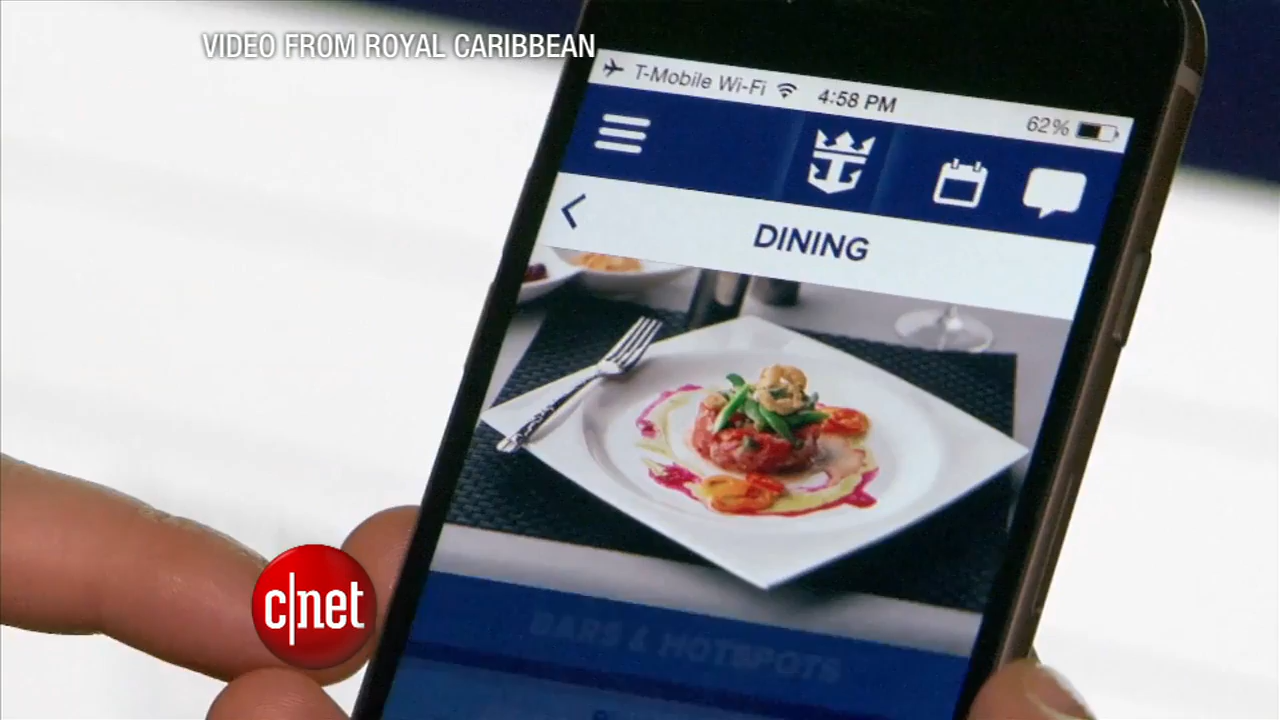 VIDEO FROM ROYAL CARIBBEAN
T-Mobile Wi-Fi 4:58 PM 62%
DINING
BARS & HOTSPOTS
c|net